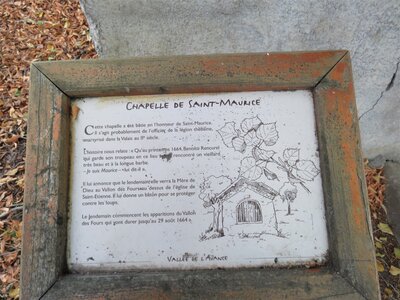 CHAPELLE DE SAINT-MAURICE
Cette chapelle a été bâtie en l'honneur de Saint-Maurice.
Il s'agit probablement de l'officier de la légion thébaine,
martyrisé dans le Valais au III° siècle.
L'histoire nous relate : « Qu'au printemps 1664, Benoîte Rencurel
qui garde son troupeau en ce lieu rencontre un vieillard
très beau et à la longue barbe.
- Je suis Maurice - » lui dit-il ».
Il lui annonce que le lendemain elle verra la Mère de
Dieu au Vallon des Fours au dessus de l'église de
Saint-Etienne. Il lui donne un bâton pour se protéger
contre les loups.
Le lendemain commencent les apparitions du Vallon
des Fours qui vont durer jusqu'au 29 août 1664 ».
VALLÉE DE L'AVANCE